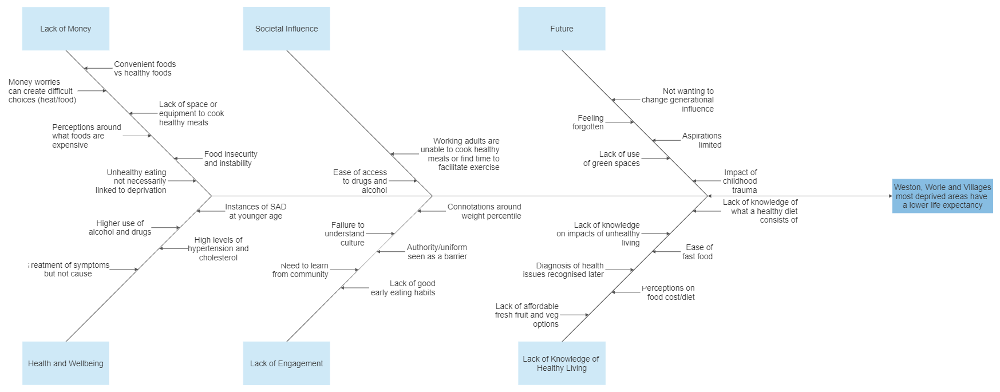 Lack of Money
Societal Influence
Future
Convenient foods
vs healthy foods
Money worries
can create difficult
choices (heat/food)
Lack of space or
equipment to cook
healthy meals
Perceptions around
what foods are
expensive
Food insecurity
and instability
Unhealthy eating
not necessarily
linked to deprivation
Working adults are
unable to cook healthy
meals or find time to
facilitate exercise
Ease of access
to drugs and
alcohol
Not wanting to
change generational
influence
Feeling
forgotten
Aspirations
limited
Lack of use
of green spaces
Impact of
childhood
trauma
Weston, Worle and Villages
most deprived areas have
a lower life expectancy
Instances of SAD
at younger age
Higher use of
alcohol and drugs
High levels of
hypertension and
cholesterol
Treatment of symptoms
but not cause
Connotations around
weight percentile
Failure to
understand
culture
Authority/uniform
seen as a barrier
Need to learn
from community
Lack of good
early eating habits
Lack of knowledge of
what a healthy diet
consists of
Lack of knowledge
on impacts of unhealthy
living
Ease of
fast food
Diagnosis of health
issues recognised later
Perceptions on
food cost/diet
Lack of affordable
fresh fruit and veg
options
Health and Wellbeing
Lack of Engagement
Lack of Knowledge of
Healthy Living